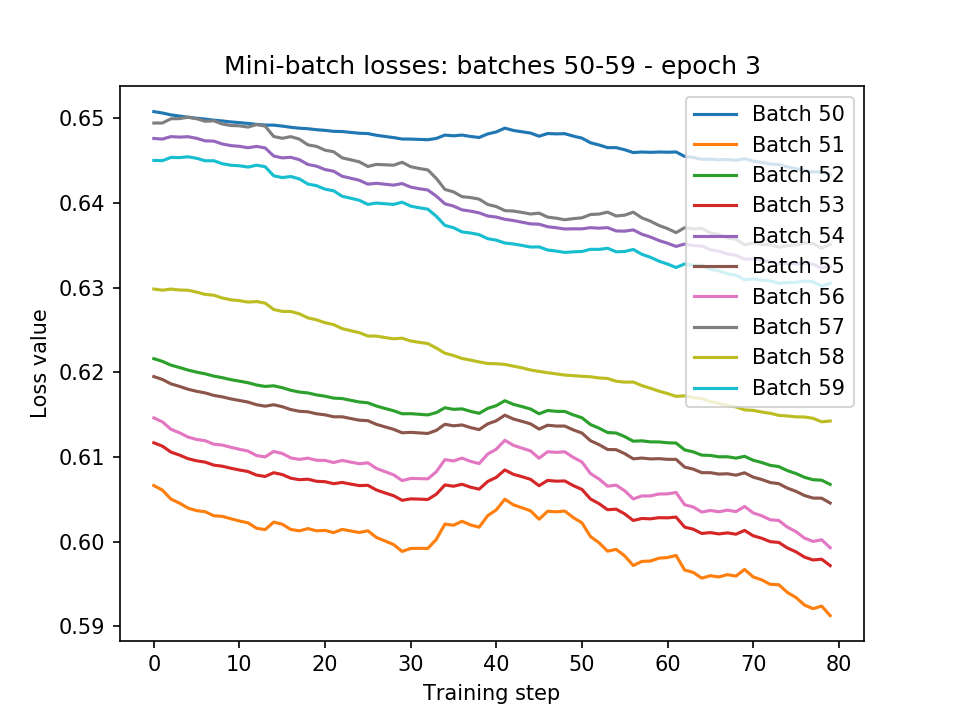 Mini-batch losses: batches 50-59 - epoch 3
Loss value
0.65
0.64
0.63
0.62
0.61
0.60
0.59
Batch 50
Batch 51
Batch 52
Batch 53
Batch 54
Batch 55
Batch 56
Batch 57
Batch 58
Batch 59
0 10 20 30 40 50 60 70 80
Training step